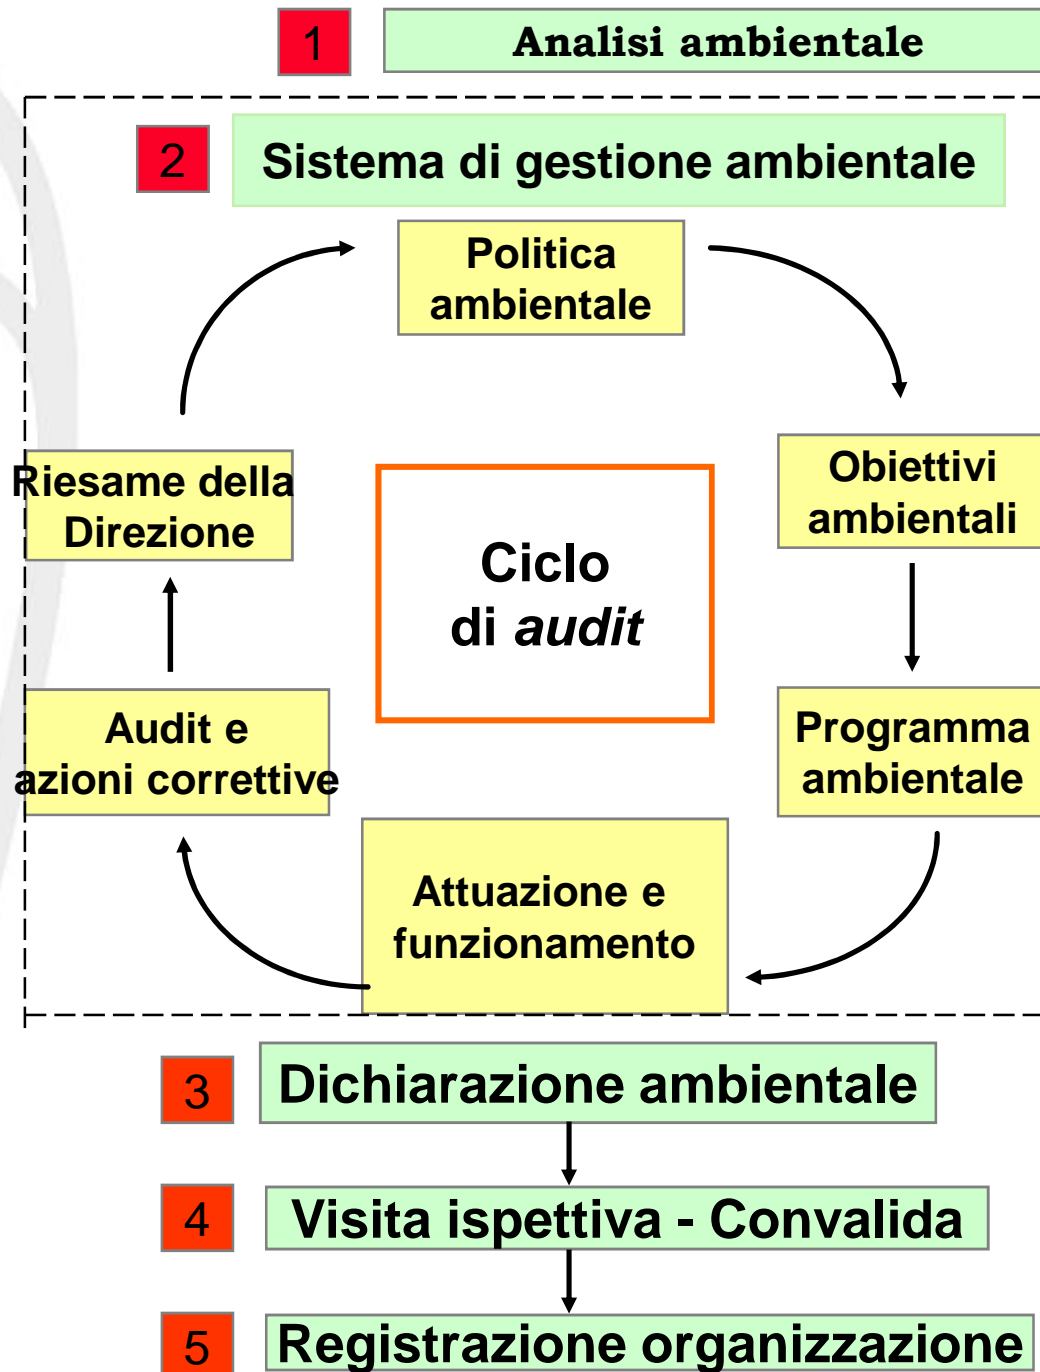 1 Analisi ambientale
2 Sistema di gestione ambientale
Politica
ambientale
Obiettivi
ambientali
Programma
ambientale
Attuazione e
funzionamento
Audit e
azioni correttive
Riesame della
Direzione
Ciclo
di audit
3 Dichiarazione ambientale
4 Visita ispettiva - Convalida
5 Registrazione organizzazione